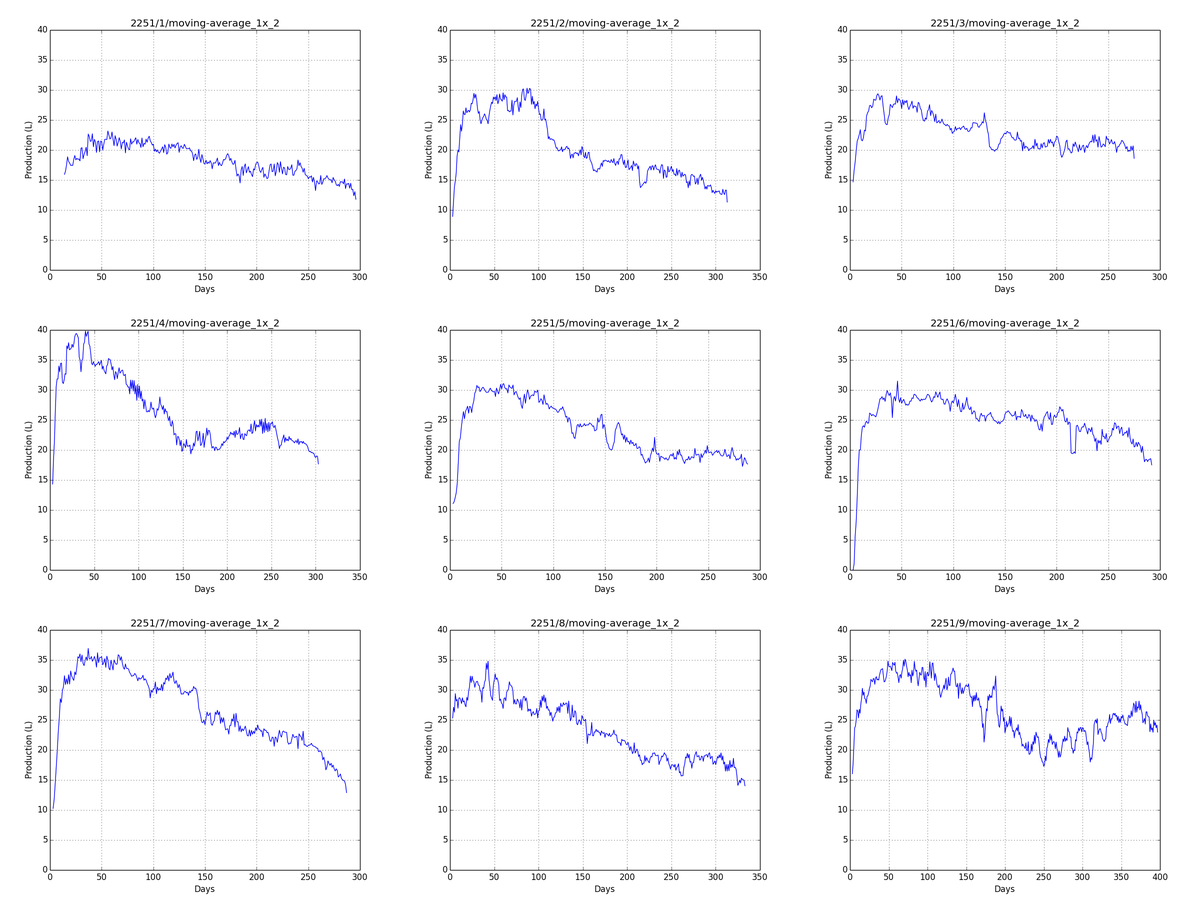 2251/1/moving-average_1x_2
40
35
30
25
20
15
10
5
0
Production (L)
0 50 100 150 200 250 300
Days
2251/2/moving-average_1x_2
40
35
30
25
20
15
10
5
0
Production (L)
0 50 100 150 200 250 300 350
Days
2251/3/moving-average_1x_2
40
35
30
25
20
15
10
5
0
Production (L)
0 50 100 150 200 250 300
Days
2251/4/moving-average_1x_2
40
35
30
25
20
15
10
5
0
Production (L)
0 50 100 150 200 250 300 350
Days
2251/5/moving-average_1x_2
40
35
30
25
20
15
10
5
0
Production (L)
0 50 100 150 200 250 300
Days
2251/6/moving-average_1x_2
40
35
30
25
20
15
10
5
0
Production (L)
0 50 100 150 200 250 300
Days
2251/7/moving-average_1x_2
40
35
30
25
20
15
10
5
0
Production (L)
0 50 100 150 200 250 300
Days
2251/8/moving-average_1x_2
40
35
30
25
20
15
10
5
0
Production (L)
0 50 100 150 200 250 300 350
Days
2251/9/moving-average_1x_2
40
35
30
25
20
15
10
5
0
Production (L)
0 50 100 150 200 250 300 350 400
Days